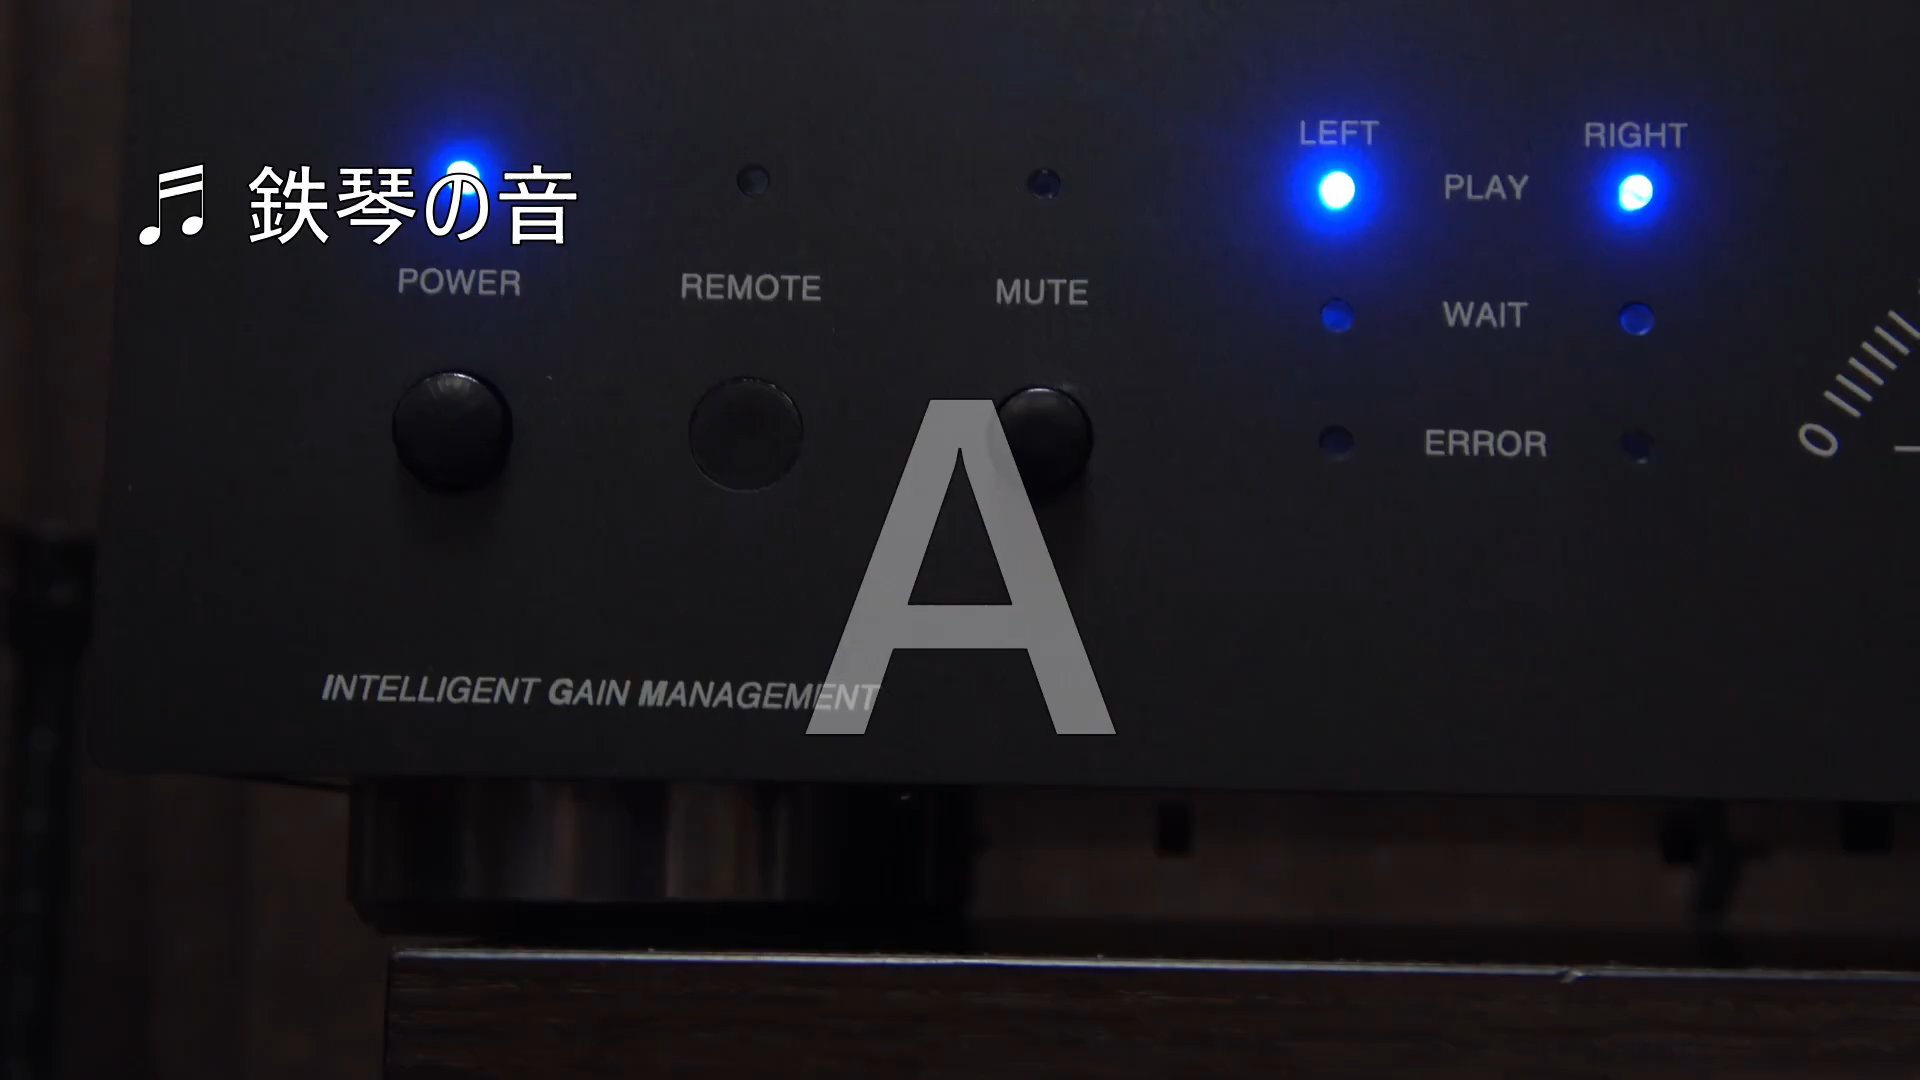 ♫ 鉄琴の音
LEFT RIGHT
PLAY
POWER REMOTE MUTE
WAIT
ERROR
0
A
INTELLIGENT GAIN MANAGEMENT